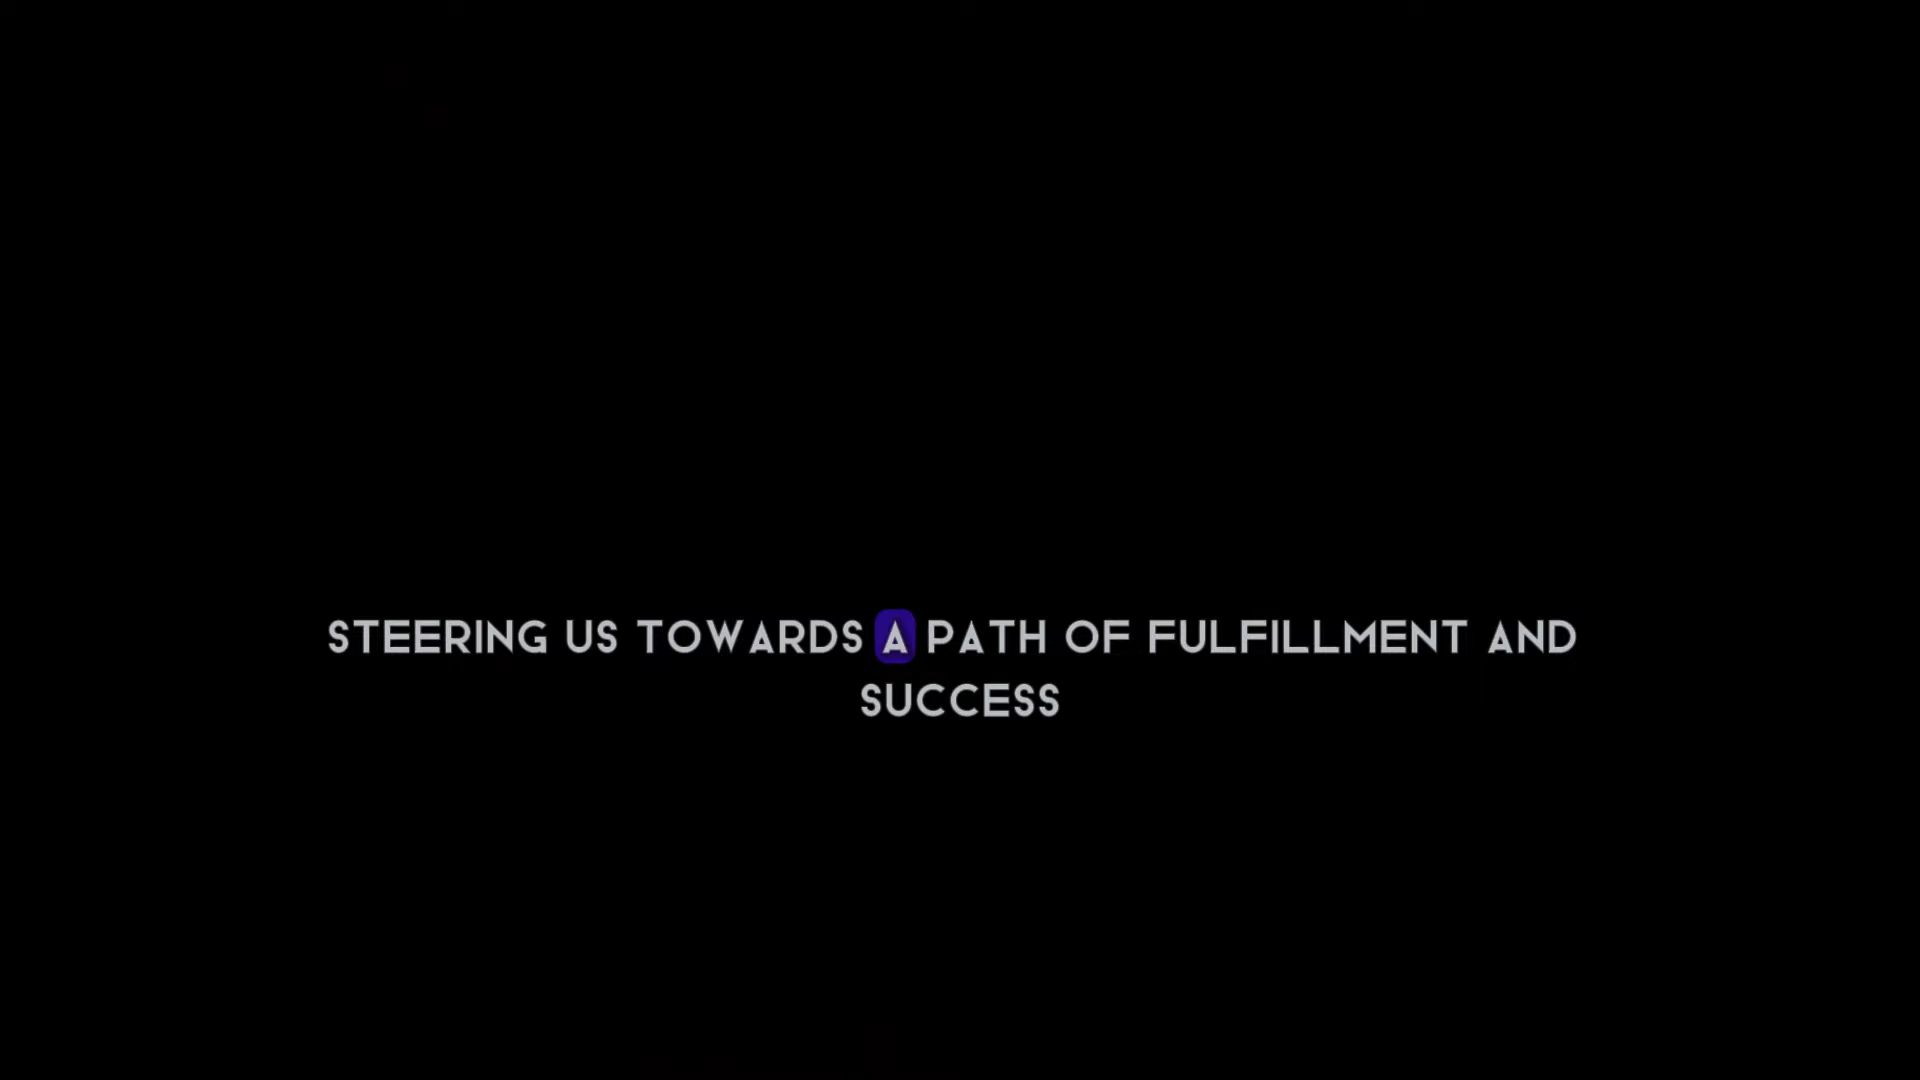 STEERING US TOWARDS A PATH OF FULFILLMENT AND
SUCCESS